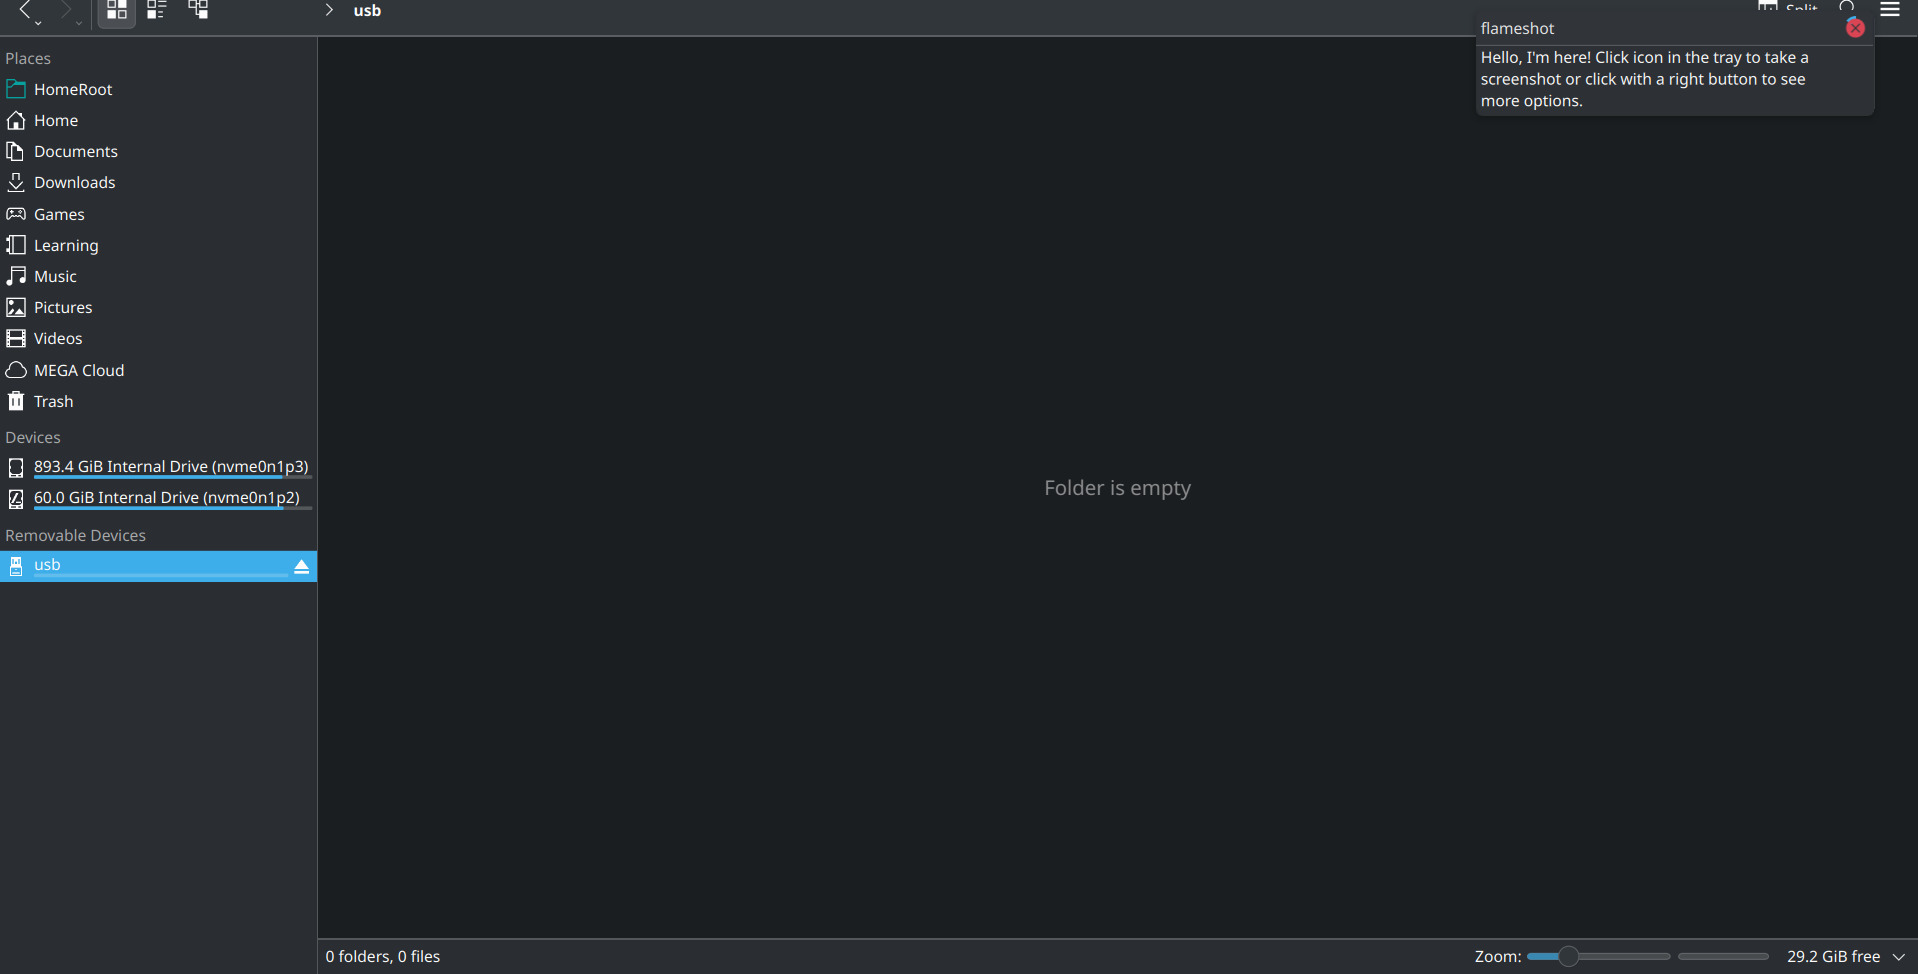 usb
Split
flameshot
Hello, I'm here! Click icon in the tray to take a
screenshot or click with a right button to see
more options.
Places
HomeRoot
Home
Documents
Downloads
Games
Learning
Music
Pictures
Videos
MEGA Cloud
Trash
Devices
893.4 GiB Internal Drive (nvme0n1p3)
60.0 GiB Internal Drive (nvme0n1p2)
Removable Devices
usb
Folder is empty
0 folders, 0 files
Zoom:
29.2 GiB free